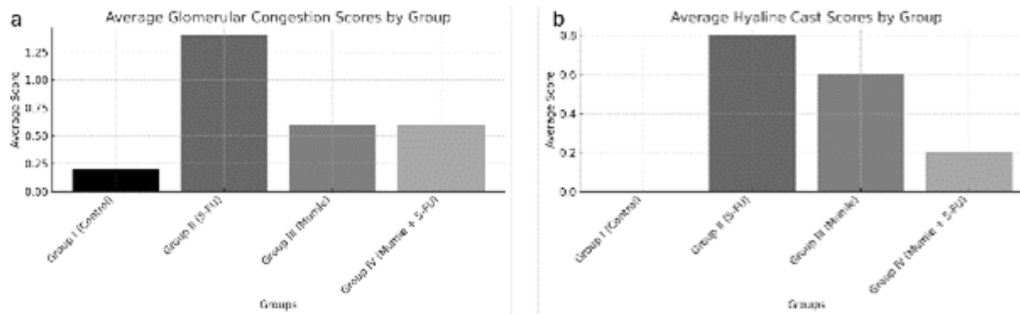 a
Average Glomerular Congestion Scores by Group
Average Score
1.25
1.00
0.75
0.50
0.25
0.00
Group I (Control)
Group II (5-FU)
Group III (Mumie)
Group IV (Mumie + 5-FU)
Groups
b
Average Hyaline Cast Scores by Group
Average Score
0.8
0.6
0.4
0.2
0.0
Group I (Control)
Group II (5-FU)
Group III (Mumie)
Group IV (Mumie + 5-FU)
Groups